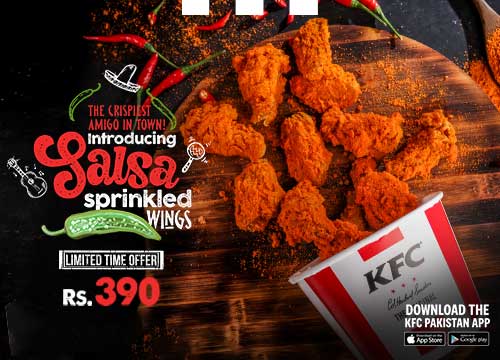 THE CRISPIEST
AMIGO IN TOWN!
Introducing
Salsa
sprinkled
WINGS
LIMITED TIME OFFER
RS. 390
KFC
DOWNLOAD THE
KFC PAKISTAN APP
App Store
Google play